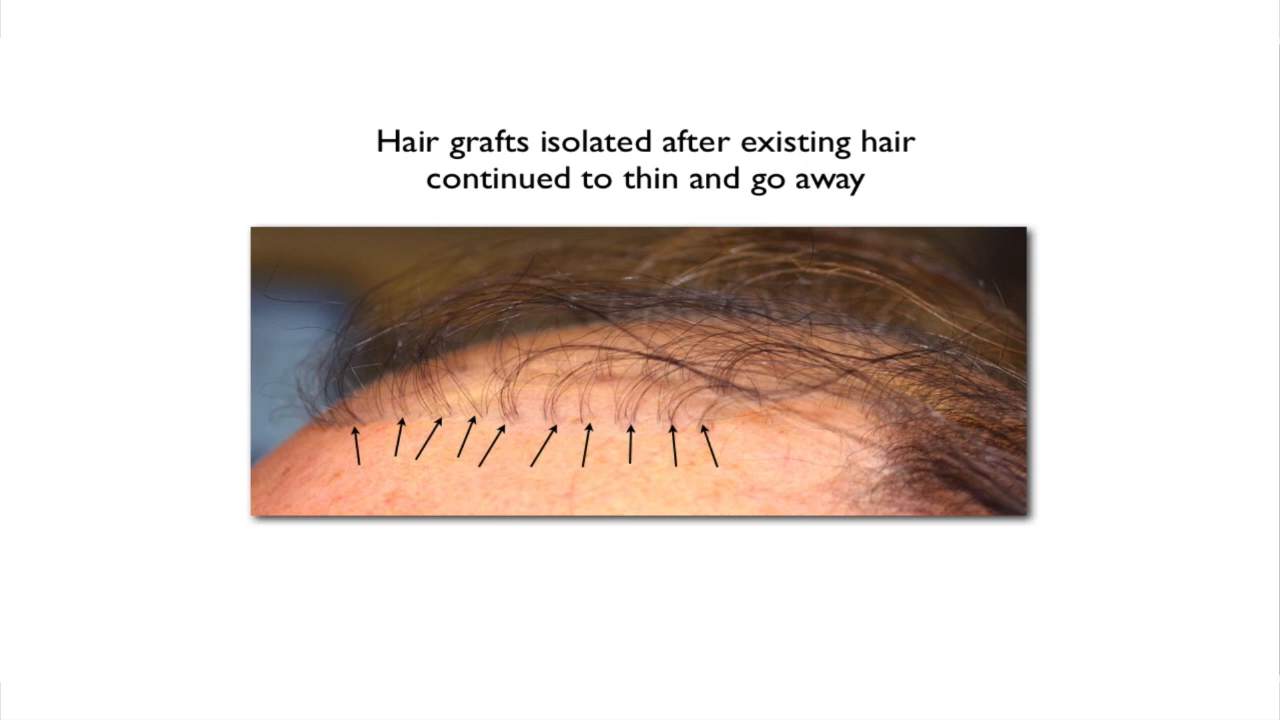 Hair grafts isolated after existing hair
continued to thin and go away